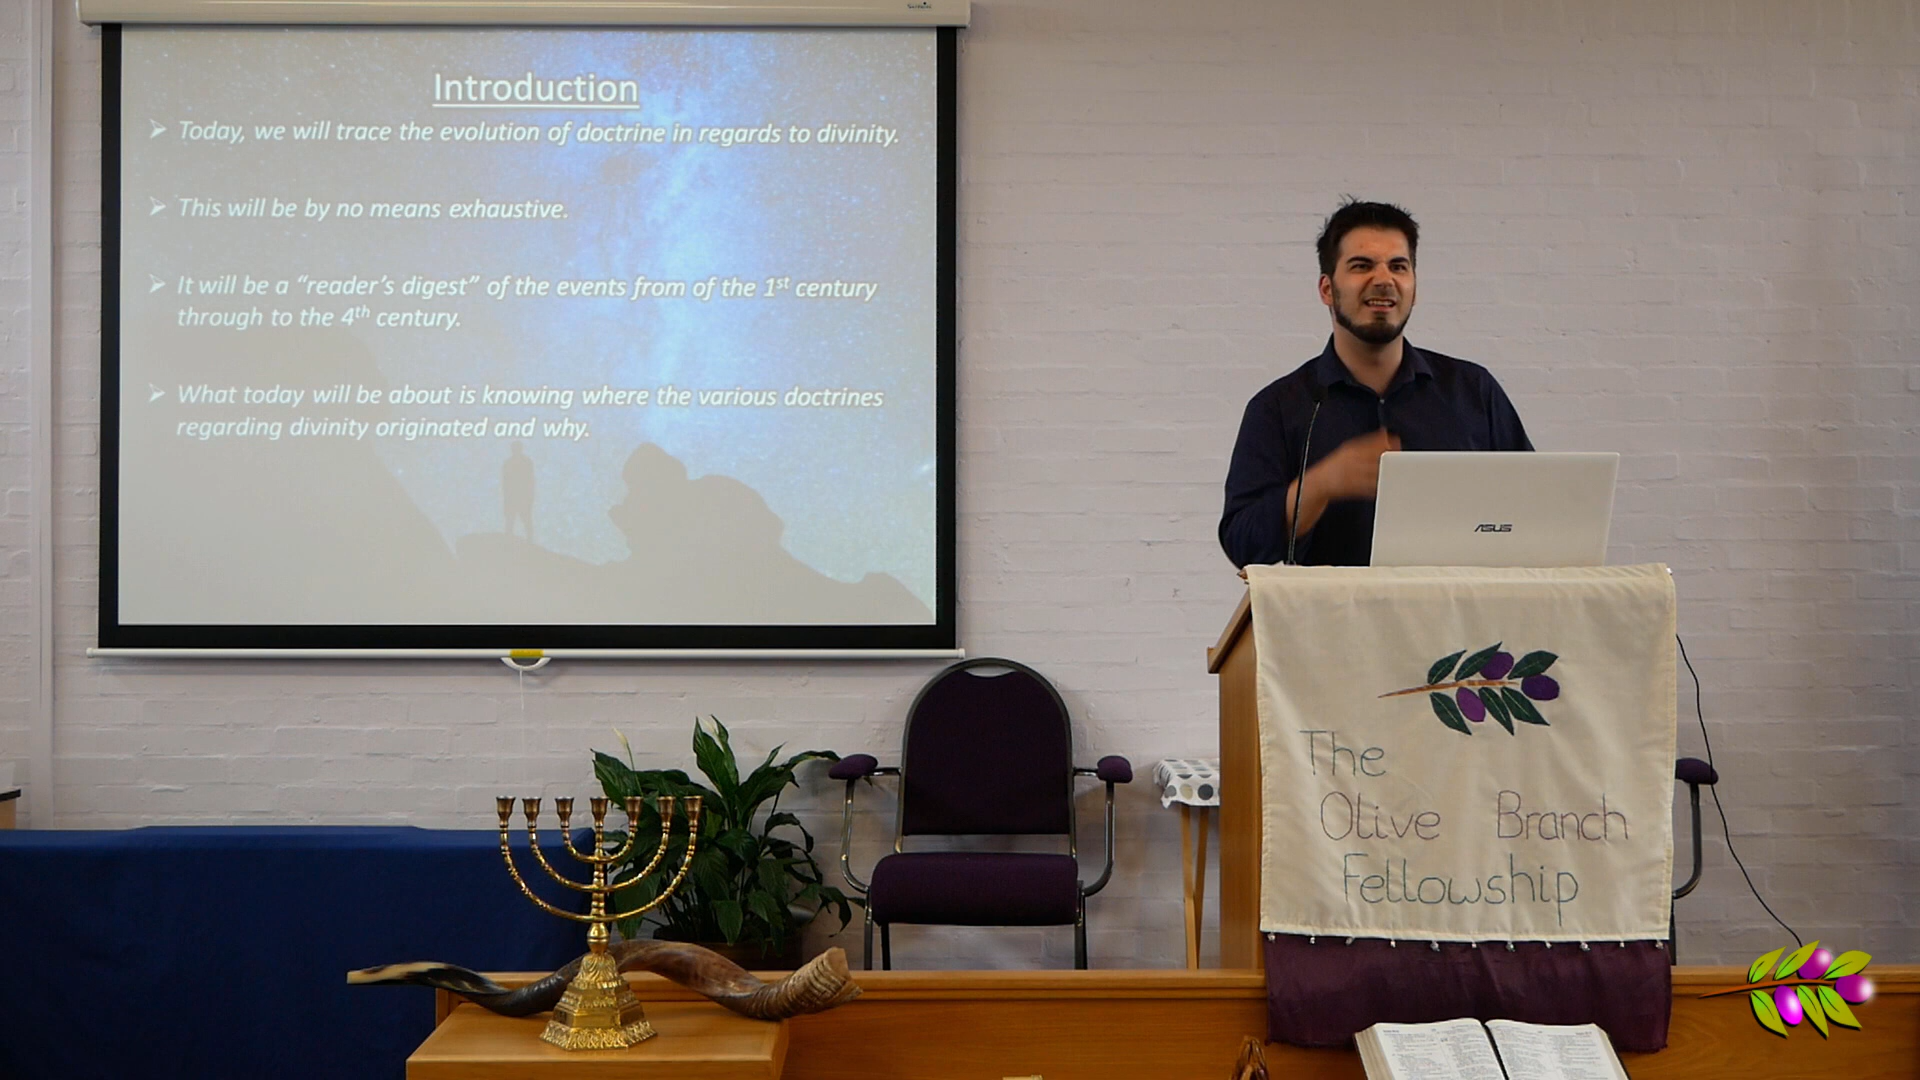 Introduction
Today, we will trace the evolution of doctrine in regards to divinity.
This will be by no means exhaustive.
It will be a “reader’s digest” of the events from of the 1st century
through to the 4th century.
What today will be about is knowing where the various doctrines
regarding divinity originated and why.
ASUS
The
Olive Branch
Fellowship